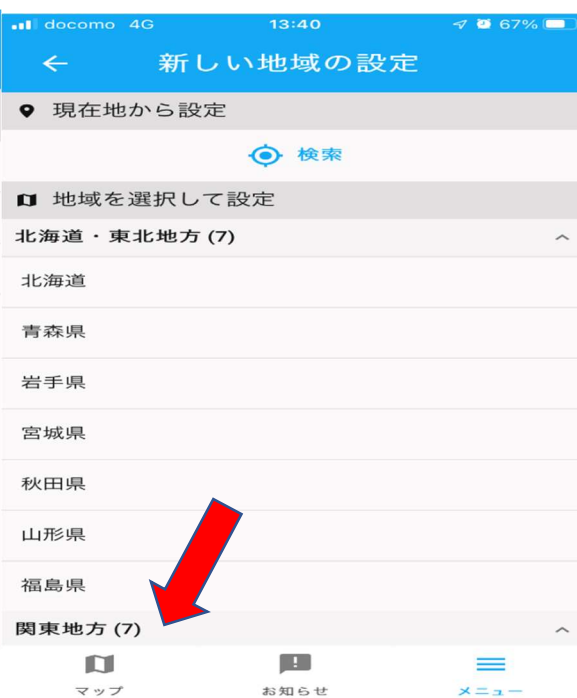 docomo 4G 13:40 67%
新しい地域の設定
現在地から設定
検索
地域を選択して設定
北海道・東北地方 (7)
北海道
青森県
岩手県
宮城県
秋田県
山形県
福島県
関東地方 (7)
マップ お知らせ メニュー